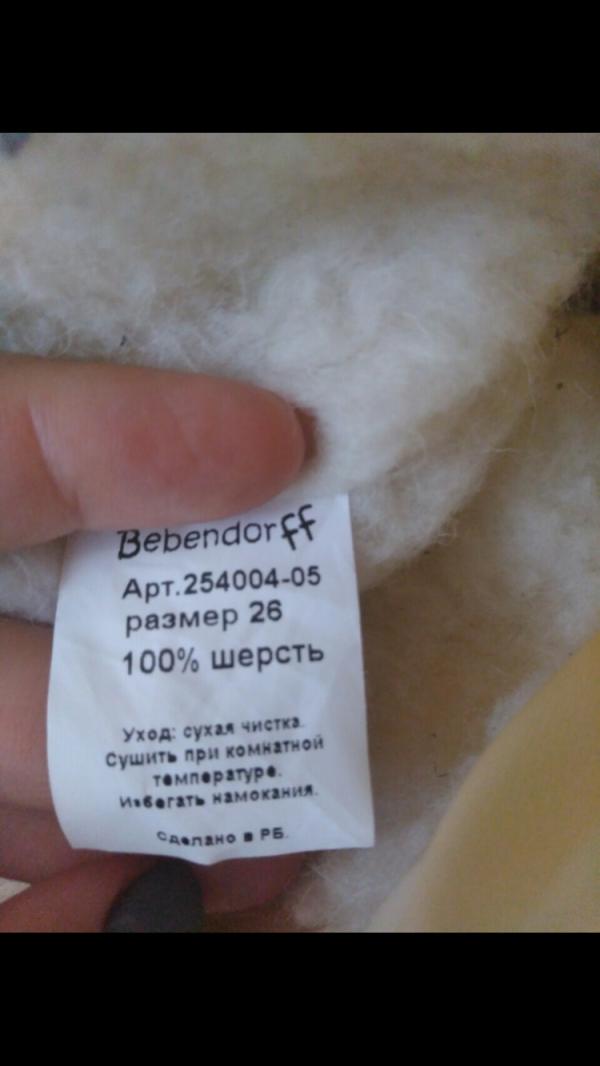 Bebendorff
Арт.254004-05
размер 26
100% шерсть
Уход: сухая чистка.
Сушить при комнатной
температуре.
Избегать намокания.
Сделано в РБ.